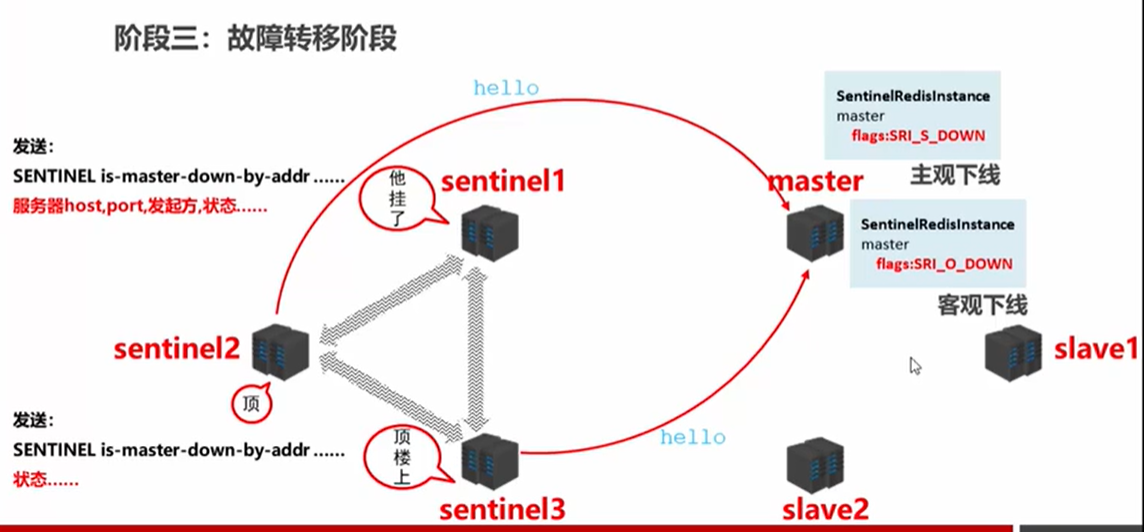 阶段三：故障转移阶段
hello
SentinelRedisInstance
master
flags:SRI_S_DOWN
主观下线
发送：
SENTINEL is-master-down-by-addr ......
服务器host,port,发起方,状态......
他
挂
了
sentinel1
master
SentinelRedisInstance
master
flags:SRI_O_DOWN
客观下线
sentinel2
slave1
顶
发送：
SENTINEL is-master-down-by-addr ......
状态......
顶
楼
上
hello
sentinel3
slave2